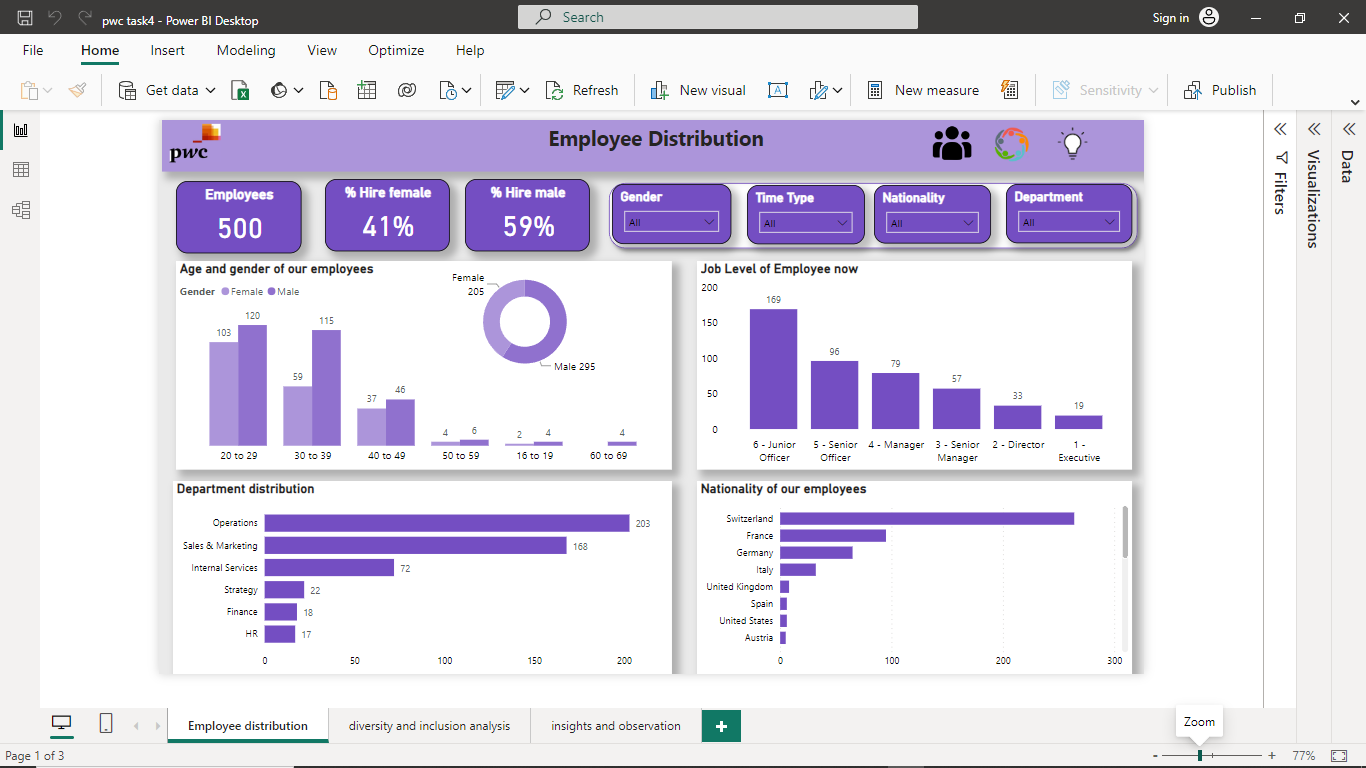 pwc task4 - Power BI Desktop
Search
Sign in
File Home Insert Modeling View Optimize Help
Get data
Refresh
New visual
New measure
Sensitivity
Publish
pwc
Employee Distribution
Employees
500
% Hire female
41%
% Hire male
59%
Gender
All
Time Type
All
Nationality
All
Department
All
Age and gender of our employees
Gender Female Male
103 120 59 115 37 46 4 6 2 4 4
20 to 29 30 to 39 40 to 49 50 to 59 16 to 19 60 to 69
Female
205
Male 295
Job Level of Employee now
200
150
100
50
0
169 96 79 57 33 19
6 - Junior
Officer
5 - Senior
Officer
4 - Manager
3 - Senior
Manager
2 - Director
1 -
Executive
Department distribution
Operations 203
Sales & Marketing 168
Internal Services 72
Strategy 22
Finance 18
HR 17
0 50 100 150 200
Nationality of our employees
Switzerland
France
Germany
Italy
United Kingdom
Spain
United States
Austria
0 100 200 300
Filters
Visualizations
Data
Employee distribution
diversity and inclusion analysis
insights and observation
+
Zoom
Page 1 of 3
- + 77%